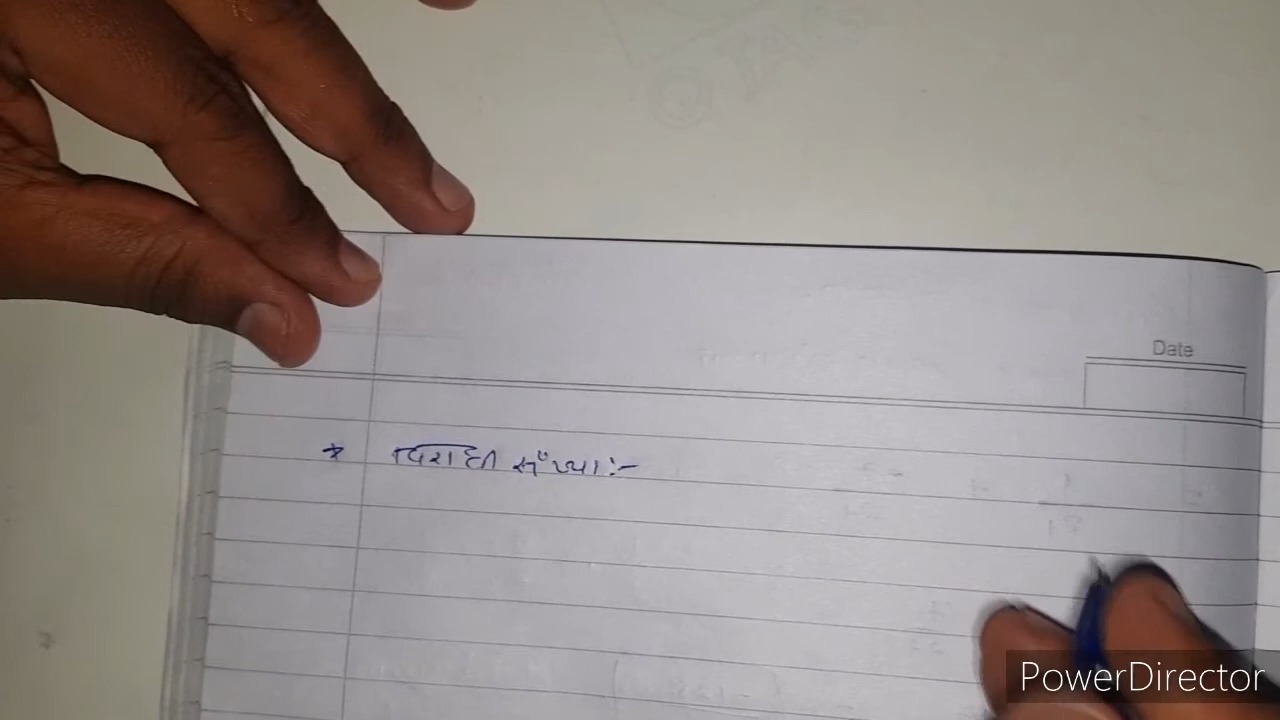 Date
* विरोधी संख्या :-
PowerDirector